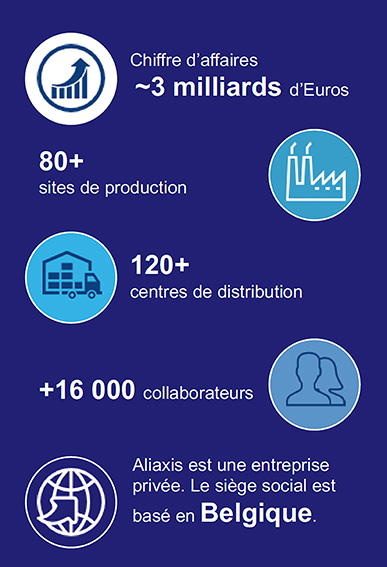 Chiffre d'affaires
~3 milliards d'Euros
80+
sites de production
120+
centres de distribution
+16 000 collaborateurs
Aliaxis est une entreprise
privée. Le siège social est
basé en Belgique.